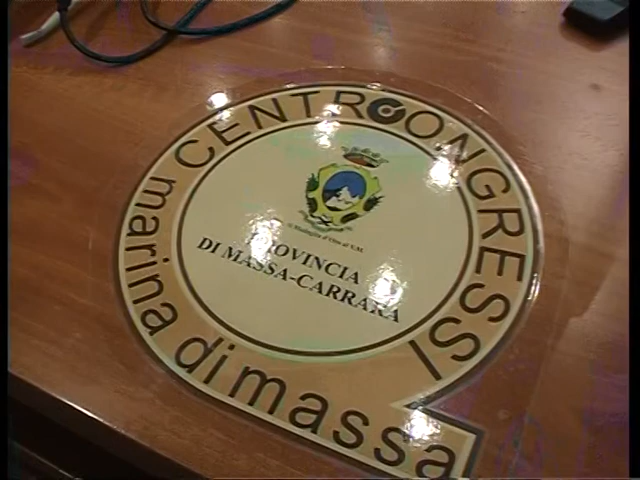 CENTROCONGRESSI
marina di massa
PROVINCIA
DI MASSA-CARRARA